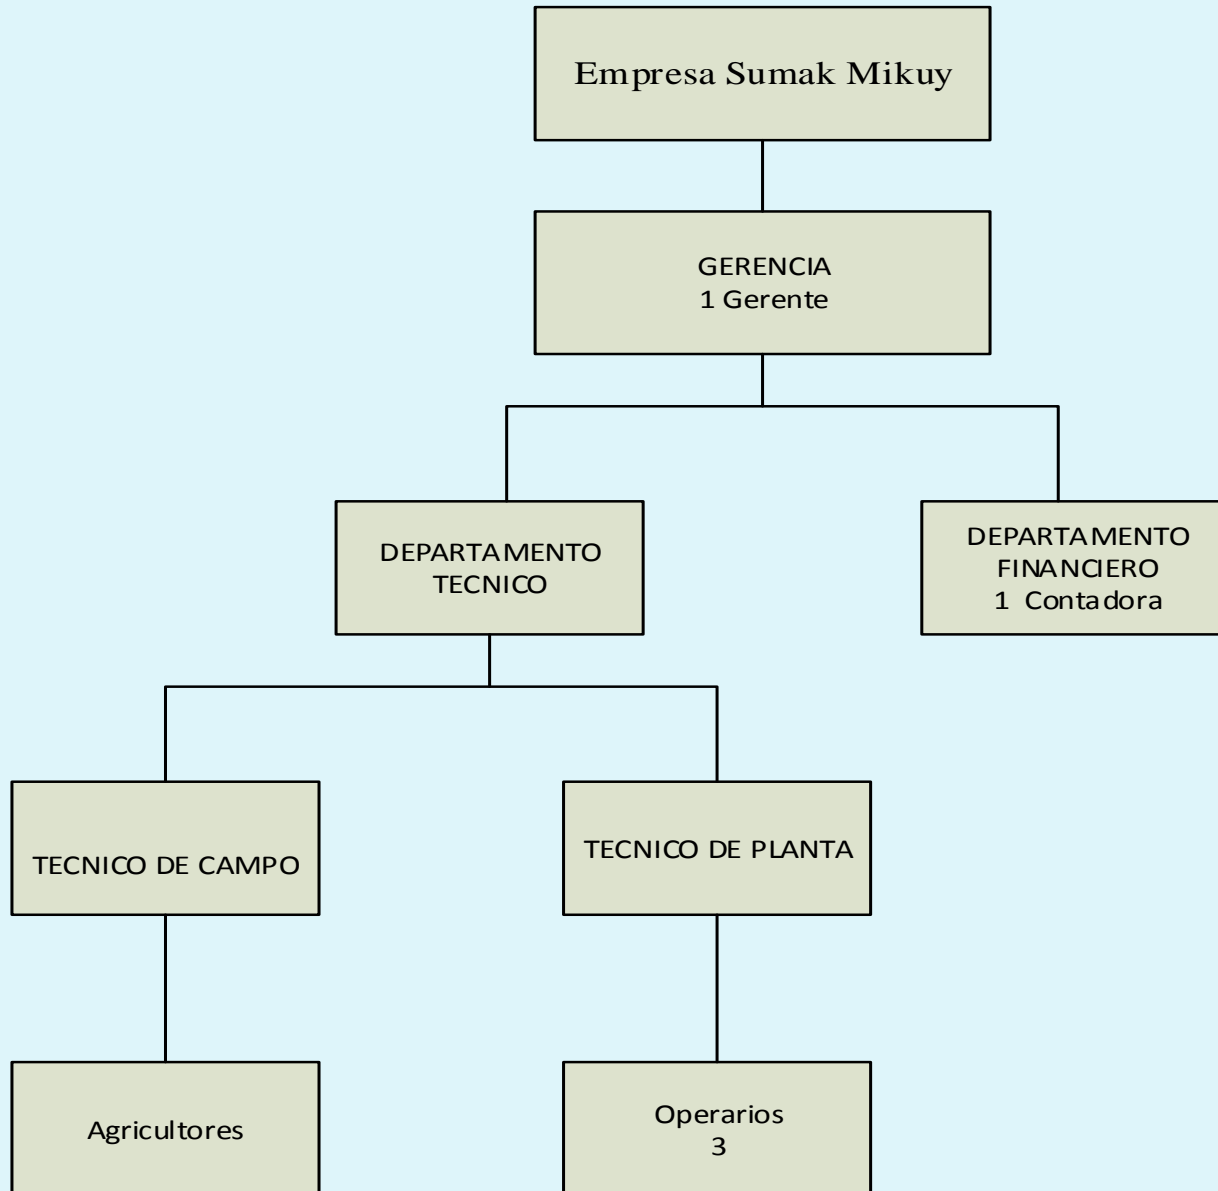 Empresa Sumak Mikuy
GERENCIA
1 Gerente
DEPARTAMENTO
TECNICO
DEPARTAMENTO
FINANCIERO
1 Contadora
TECNICO DE CAMPO
TECNICO DE PLANTA
Agricultores
Operarios
3